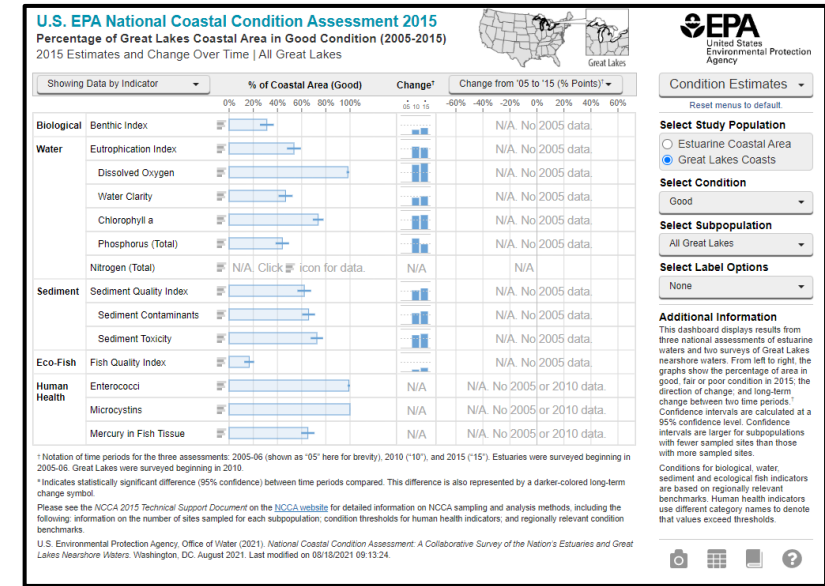 U.S. EPA National Coastal Condition Assessment 2015
Percentage of Great Lakes Coastal Area in Good Condition (2005-2015)
2015 Estimates and Change Over Time | All Great Lakes
Great Lakes
Showing Data by Indicator
% of Coastal Area (Good)
Change†
Change from '05 to '15 (% Points)†
0% 20% 40% 60% 80% 100%
05 10 15
-60% -40% -20% 0% 20% 40% 60%
Biological Benthic Index N/A. No 2005 data.
Water Eutrophication Index N/A. No 2005 data.
Dissolved Oxygen N/A. No 2005 data.
Water Clarity N/A. No 2005 data.
Chlorophyll a N/A. No 2005 data.
Phosphorus (Total) N/A. No 2005 data.
Nitrogen (Total) N/A. Click icon for data. N/A N/A
Sediment Sediment Quality Index N/A. No 2005 data.
Sediment Contaminants N/A. No 2005 data.
Sediment Toxicity N/A. No 2005 data.
Eco-Fish Fish Quality Index N/A. No 2005 data.
Human Health Enterococci N/A N/A. No 2005 or 2010 data.
Microcystins N/A N/A. No 2005 or 2010 data.
Mercury in Fish Tissue N/A N/A. No 2005 or 2010 data.
† Notation of time periods for the three assessments: 2005-06 (shown as "05" here for brevity), 2010 ("10"), and 2015 ("15"). Estuaries were surveyed beginning in
2005-06. Great Lakes were surveyed beginning in 2010.
* Indicates statistically significant difference (95% confidence) between time periods compared. This difference is also represented by a darker-colored long-term
change symbol.
Please see the NCCA 2015 Technical Support Document on the NCCA website for detailed information on NCCA sampling and analysis methods, including the
following: information on the number of sites sampled for each subpopulation; condition thresholds for human health indicators; and regionally relevant condition
benchmarks.
U.S. Environmental Protection Agency, Office of Water (2021). National Coastal Condition Assessment: A Collaborative Survey of the Nation's Estuaries and Great
Lakes Nearshore Waters. Washington, DC. August 2021. Last modified on 08/18/2021 09:13:24.
EPA
United States
Environmental Protection
Agency
Condition Estimates
Reset menus to default.
Select Study Population
Estuarine Coastal Area
Great Lakes Coasts
Select Condition
Good
Select Subpopulation
All Great Lakes
Select Label Options
None
Additional Information
This dashboard displays results from
three national assessments of estuarine
waters and two surveys of Great Lakes
nearshore waters. From left to right, the
graphs show the percentage of area in
good, fair or poor condition in 2015; the
direction of change; and long-term
change between two time periods.†
Confidence intervals are calculated at a
95% confidence level. Confidence
intervals are larger for subpopulations
with fewer sampled sites than those
with more sampled sites.
Conditions for biological, water,
sediment and ecological fish indicators
are based on regionally relevant
benchmarks. Human health indicators
use different category names to denote
that values exceed thresholds.
?